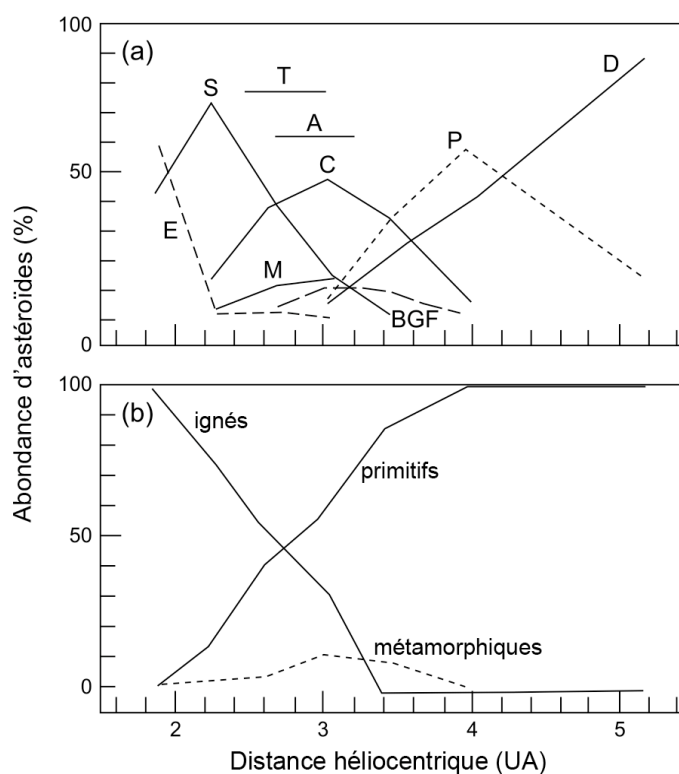 100
(a)
D
T
S
A
P
C
50
E
M
BGF
0
Abondance d'astéroïdes (%)
100
(b)
ignés
primitifs
50
métamorphiques
0
2 3 4 5
Distance héliocentrique (UA)